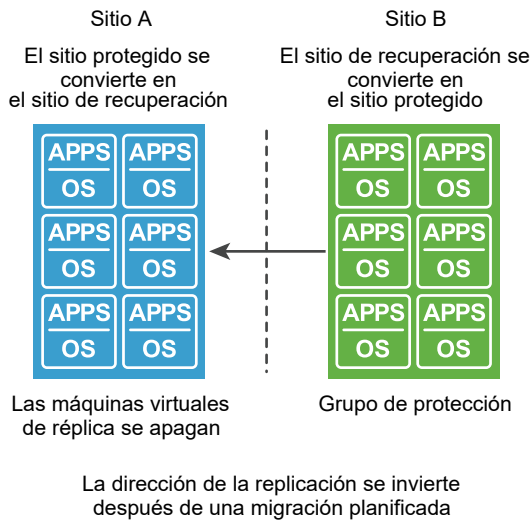 Sitio A
Sitio B
El sitio protegido se
convierte en
el sitio de recuperación
El sitio de recuperación se
convierte en
el sitio protegido
APPS
OS
APPS
OS
APPS
OS
APPS
OS
APPS
OS
APPS
OS
APPS
OS
APPS
OS
APPS
OS
APPS
OS
APPS
OS
APPS
OS
Las máquinas virtuales
de réplica se apagan
Grupo de protección
La dirección de la replicación se invierte
después de una migración planificada